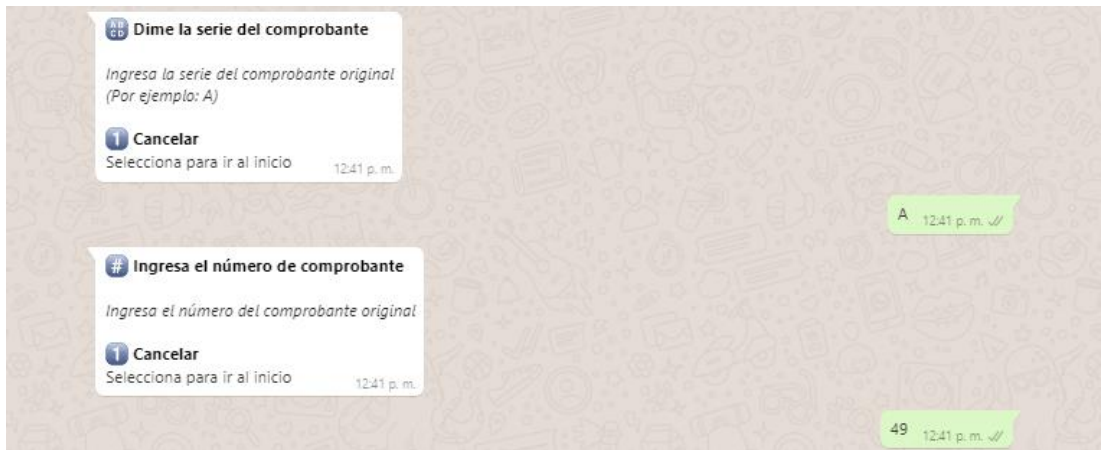 🔠 Dime la serie del comprobante
Ingresa la serie del comprobante original
(Por ejemplo: A)
1️⃣ Cancelar
Selecciona para ir al inicio 12:41 p. m.
A 12:41 p. m.
#️⃣ Ingresa el número de comprobante
Ingresa el número del comprobante original
1️⃣ Cancelar
Selecciona para ir al inicio 12:41 p. m.
49 12:41 p. m.